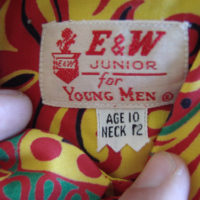 E&W
E&W
JUNIOR
for
YOUNG MEN ®
AGE 10
NECK 12